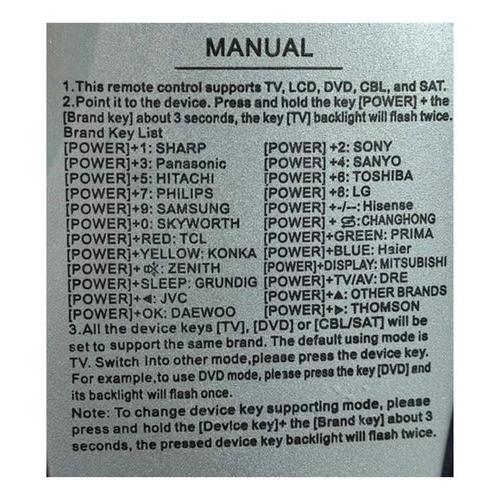 MANUAL
1.This remote control supports TV, LCD, DVD, CBL, and SAT.
2.Point it to the device. Press and hold the key [POWER] + the
[Brand key] about 3 seconds, the key [TV] backlight will flash twice.
Brand Key List
[POWER]+1: SHARP [POWER]+2: SONY
[POWER]+3: Panasonic [POWER]+4: SANYO
[POWER]+5: HITACHI [POWER]+6: TOSHIBA
[POWER]+7: PHILIPS [POWER]+8: LG
[POWER]+9: SAMSUNG [POWER]+-/--: Hisense
[POWER]+0: SKYWORTH [POWER]+ : CHANGHONG
[POWER]+RED: TCL [POWER]+GREEN: PRIMA
[POWER]+YELLOW: KONKA [POWER]+BLUE: Haier
[POWER]+ : ZENITH [POWER]+DISPLAY: MITSUBISHI
[POWER]+SLEEP: GRUNDIG [POWER]+TV/AV: DRE
[POWER]+◄: JVC [POWER]+▲: OTHER BRANDS
[POWER]+OK: DAEWOO [POWER]+►: THOMSON
3.All the device keys [TV], [DVD] or [CBL/SAT] will be
set to support the same brand. The default using mode is
TV. Switch into other mode,please press the device key.
For example,to use DVD mode, please press the key [DVD] and
its backlight will flash once.
Note: To change device key supporting mode, please
press and hold the [Device key]+ the [Brand key] about 3
seconds, the pressed device key backlight will flash twice.